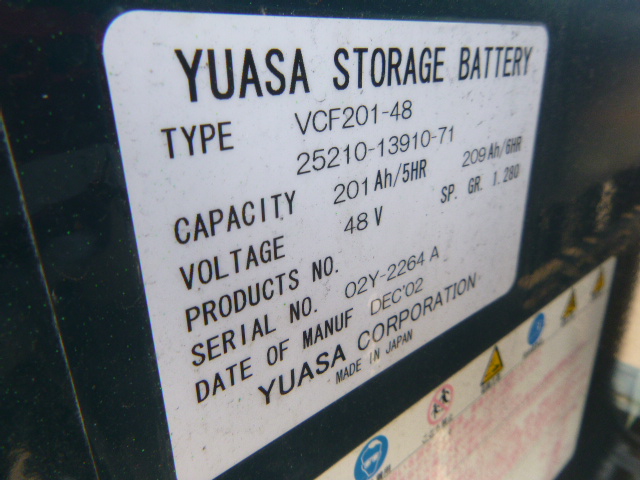 YUASA STORAGE BATTERY
TYPE VCF201-48
25210-13910-71
CAPACITY 201Ah/5HR 209Ah/6HR
VOLTAGE 48 V SP. GR. 1.280
PRODUCTS NO.
SERIAL NO. 02Y-2264 A
DATE OF MANUF DEC'02
YUASA CORPORATION
MADE IN JAPAN